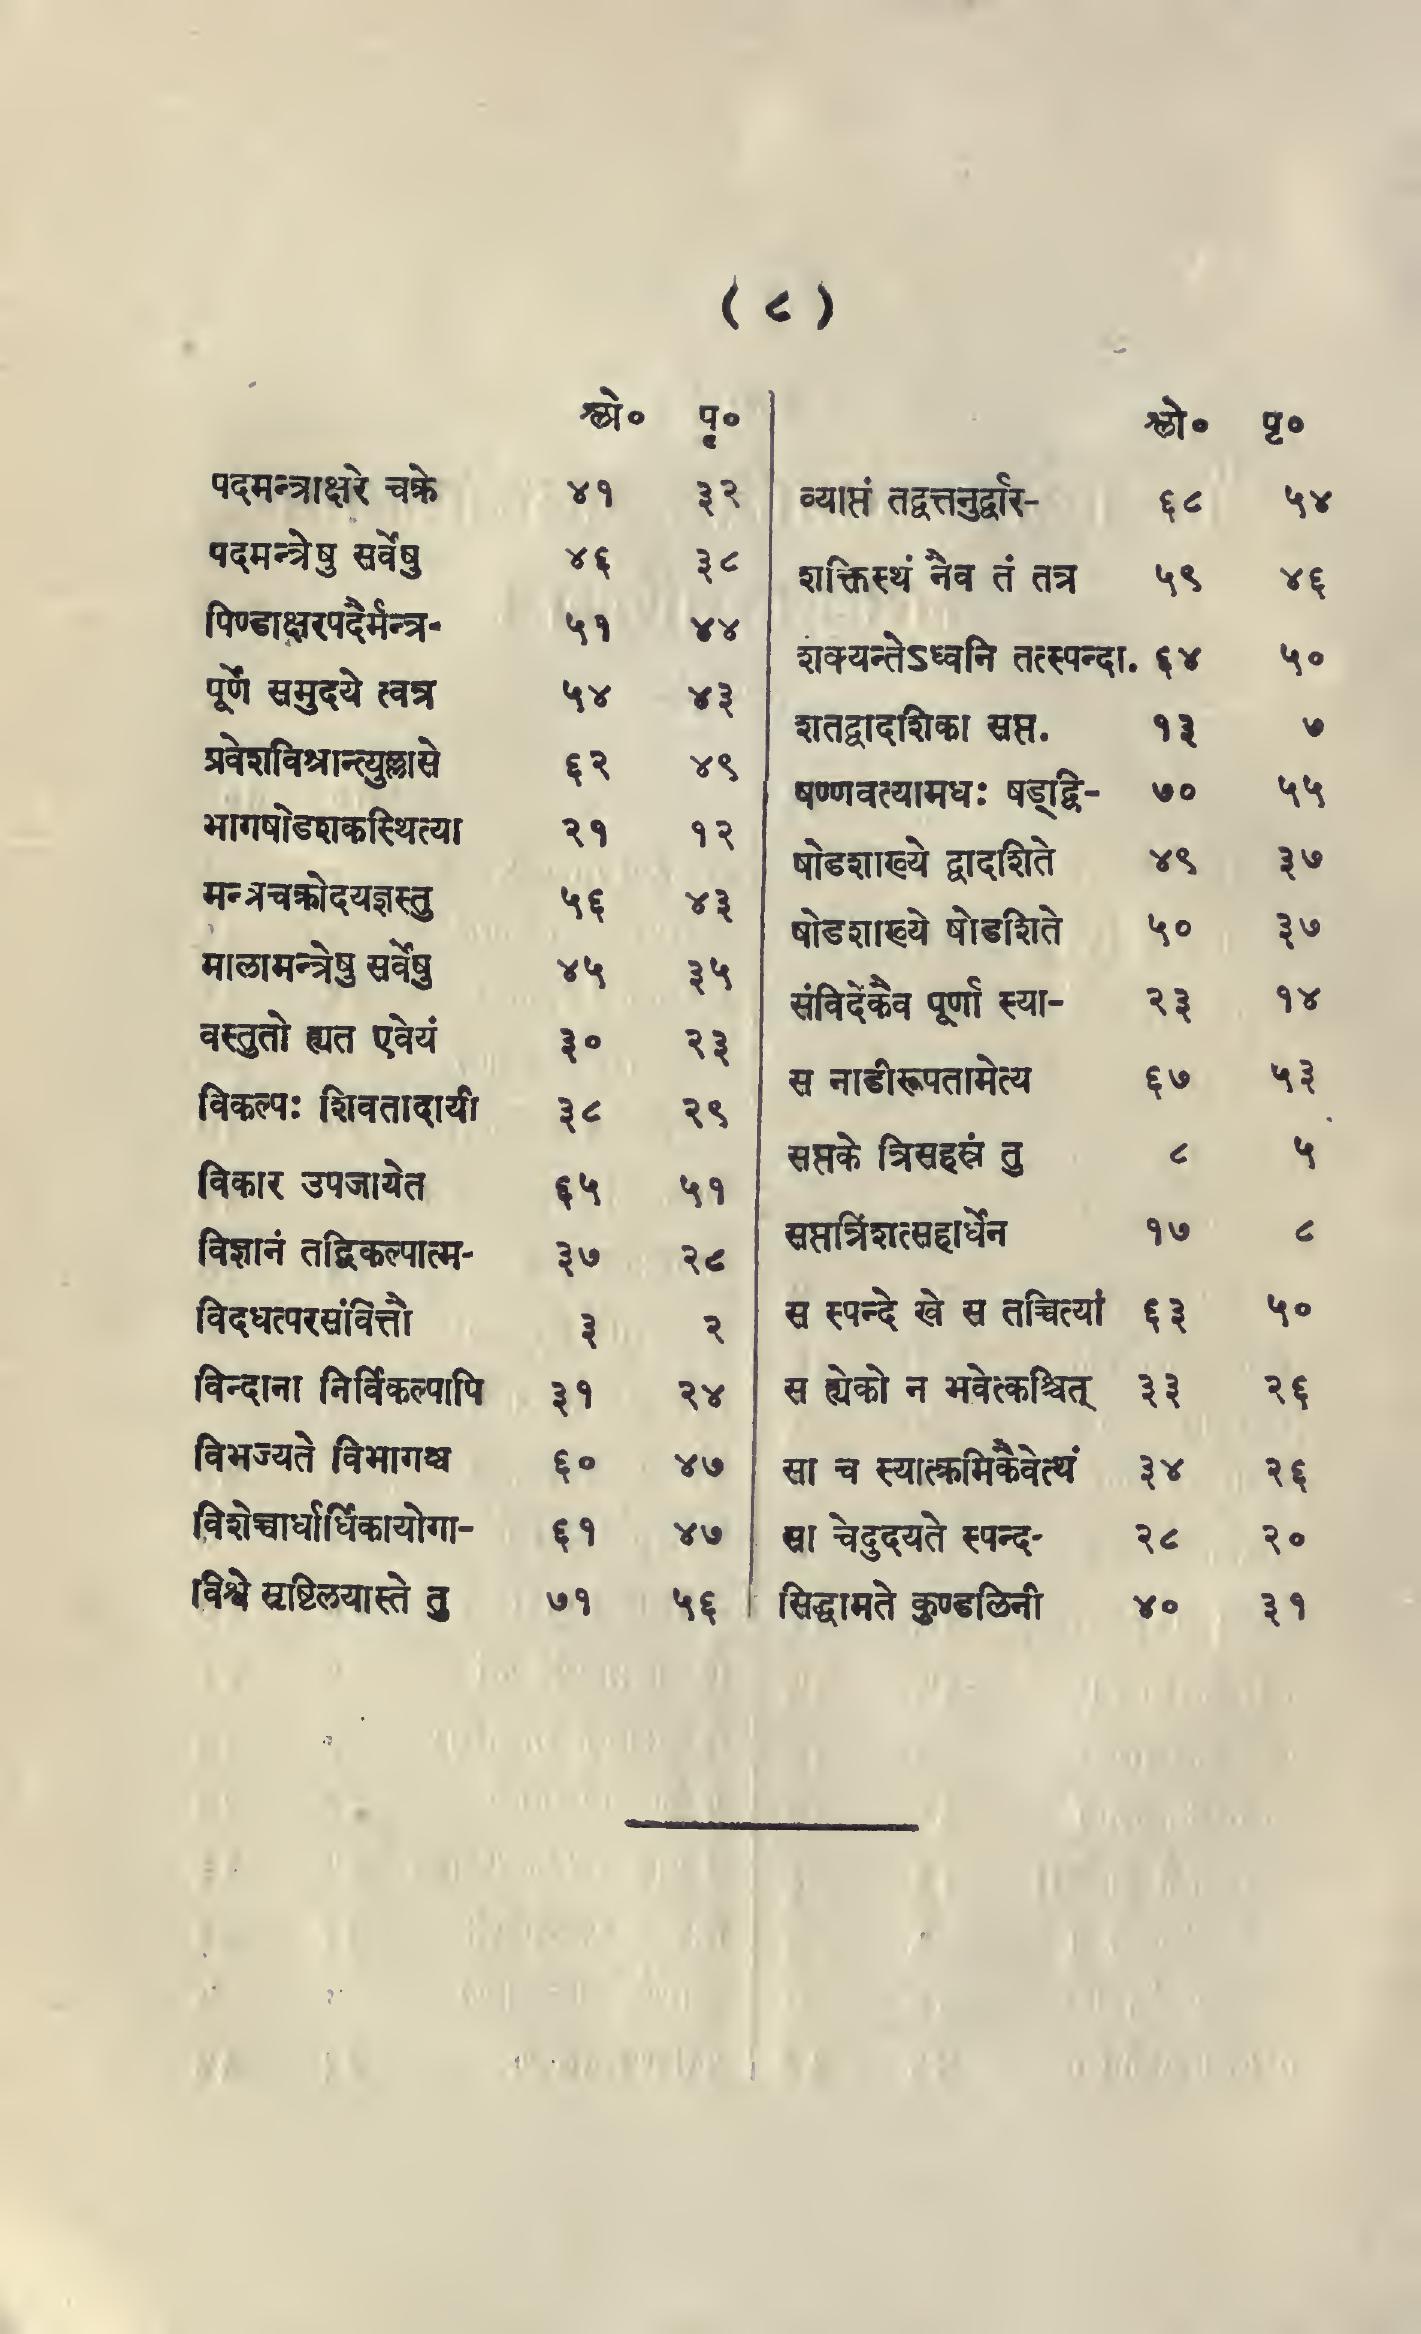 ( ८ )
श्लो० पृ०
पदमन्त्राक्षरे चक्रे ४१ ३२
पदमन्त्रेषु सर्वेषु ४६ ३८
पिण्डाक्षरपदैर्मन्त्र- ५१ ४४
पूर्णे समुदये त्वत्र ५४ ४३
प्रवेशविश्रान्त्युल्लासे ६२ ४९
भागषोडशकस्थित्या २१ १२
मन्त्रचक्रोदयज्ञस्तु ५६ ४३
मालामन्त्रेषु सर्वेषु ४५ ३५
वस्तुतो ह्यत एवेयं ३० २३
विकल्पः शिवतादायी ३८ २९
विकार उपजायेत ६५ ५१
विज्ञानं तद्विकल्पात्म- ३७ २८
विदधत्परसंवित्तौ ३ २
विन्दाना निर्विकल्पापि ३१ २४
विभज्यते विभागश्च ६० ४७
विशेच्चार्धार्धिकायोगा- ६१ ४७
विश्वे सृष्टिलयास्ते तु ७१ ५६
श्लो० पृ०
व्याप्तं तद्वत्तनुर्द्वार- ६८ ५४
शक्तिस्थं नैव तं तत्र ५९ ४६
शक्यन्तेऽध्वनि तत्स्पन्दा. ६४ ५०
शतद्वादशिका सप्त. १३ ७
षण्णवत्यामधः षड्द्वि- ७० ५५
षोडशाख्ये द्वादशिते ४९ ३७
षोडशाख्ये षोडशिते ५० ३७
संविदेकैव पूर्णा स्या- २३ १४
स नाडीरूपतामेत्य ६७ ५३
सप्तके त्रिसहस्रं तु ८ ५
सप्तत्रिंशत्सहार्धेन १७ ८
स स्पन्दे खे स तच्चित्यां ६३ ५०
स ह्येको न भवेत्कश्चित् ३३ २६
सा च स्यात्क्रमिकैवेत्थं ३४ २६
सा चेदुदयते स्पन्द- २८ २०
सिद्धामते कुण्डलिनी ४० ३१